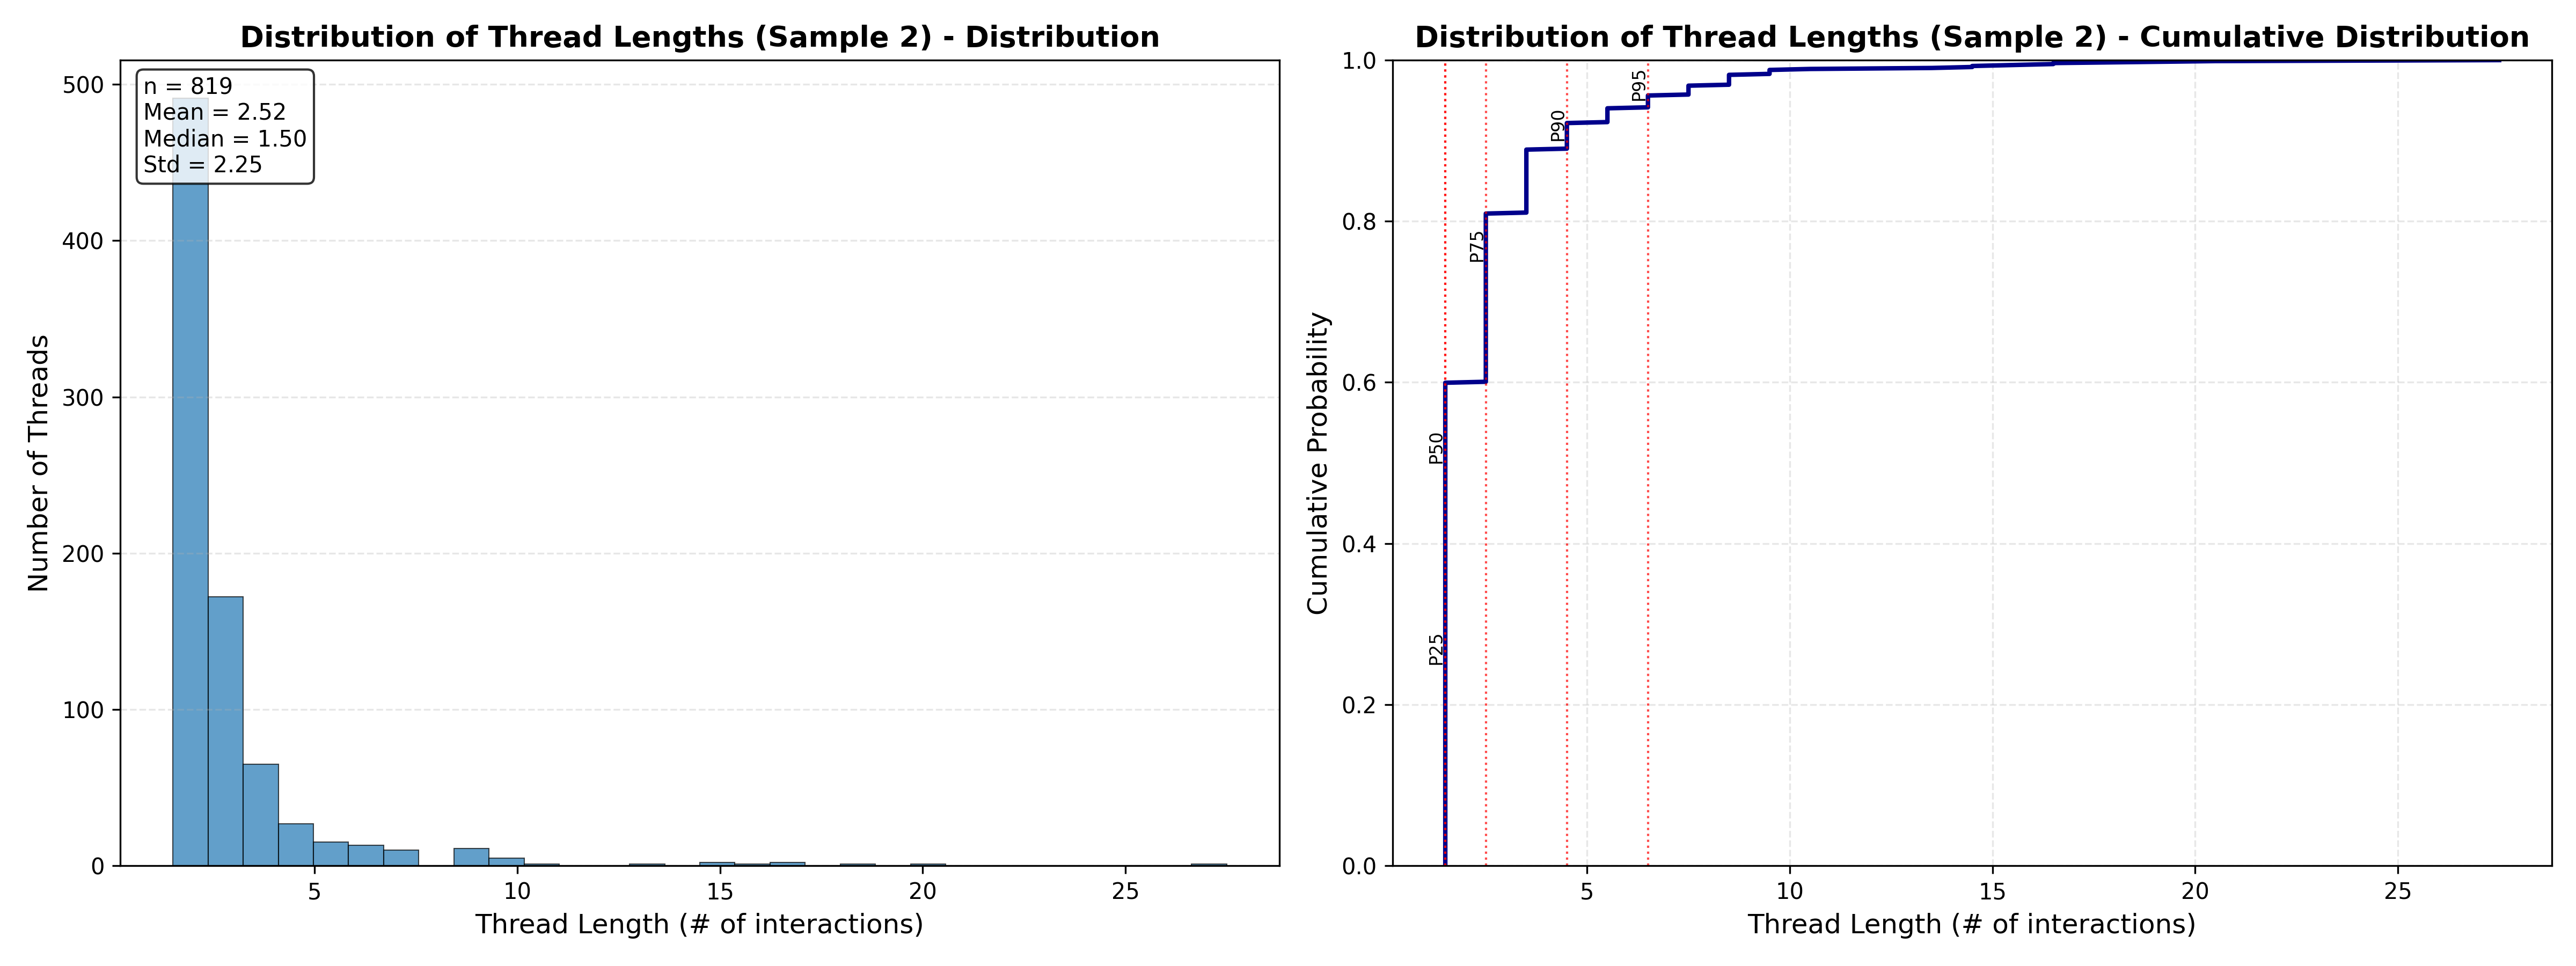 Distribution of Thread Lengths (Sample 2) - Distribution
n = 819
Mean = 2.52
Median = 1.50
Std = 2.25
Number of Threads
500
400
300
200
100
0
5
10
15
20
25
Thread Length (# of interactions)
Distribution of Thread Lengths (Sample 2) - Cumulative Distribution
Cumulative Probability
1.0
0.8
0.6
0.4
0.2
0.0
P25
P50
P75
P90
P95
5
10
15
20
25
Thread Length (# of interactions)